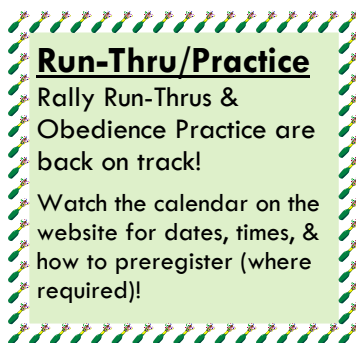 Run-Thru/Practice
Rally Run-Thrus &
Obedience Practice are
back on track!
Watch the calendar on the
website for dates, times, &
how to preregister (where
required)!